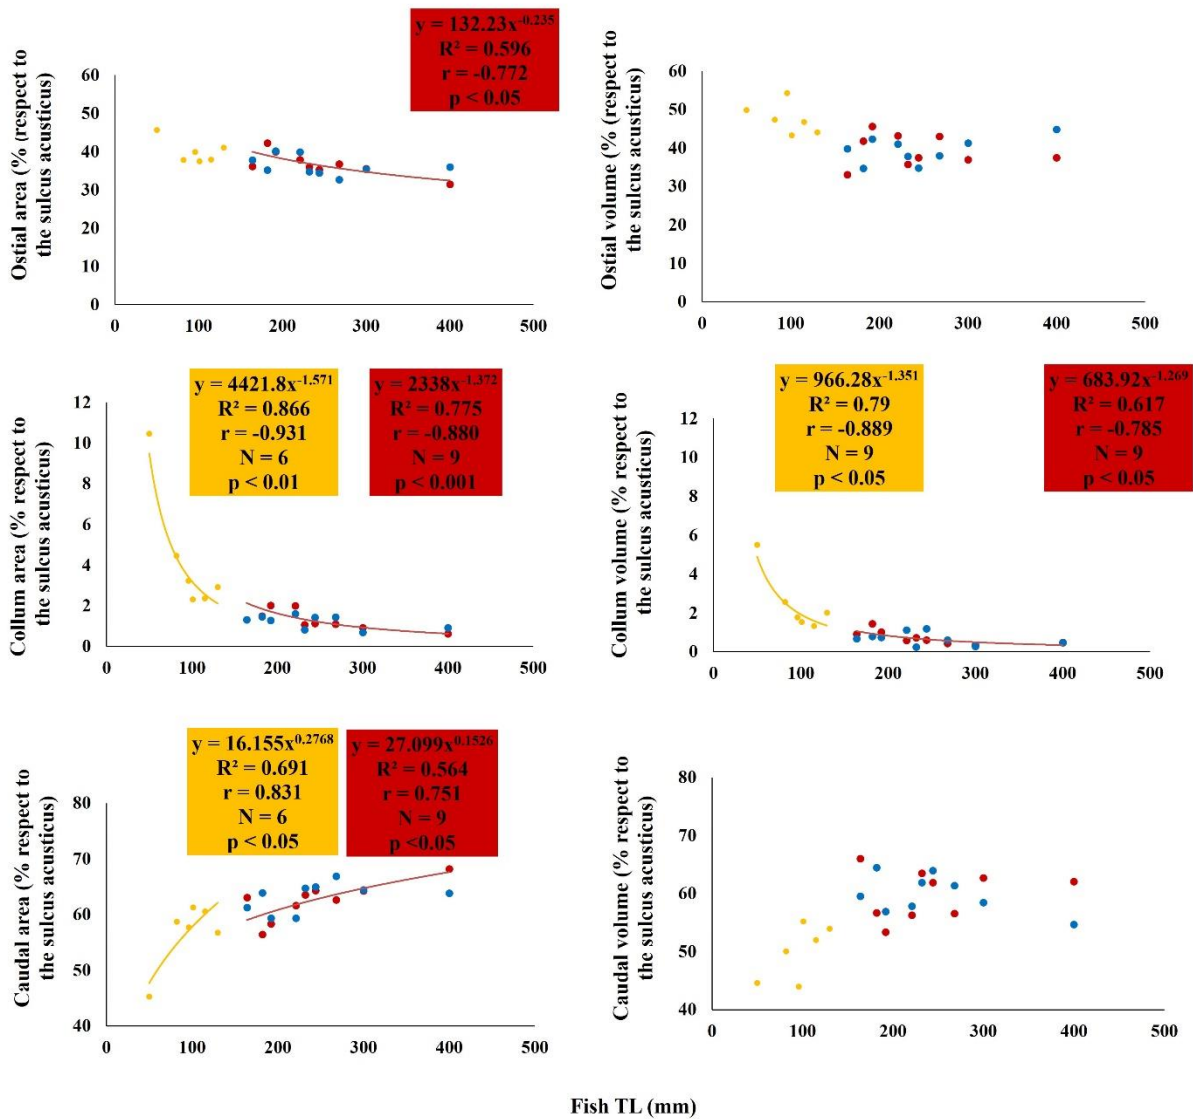 y = 132.23x-0.235
R² = 0.596
r = -0.772
p < 0.05
Ostial area (% (respect to
the sulcus acusticus)
60
50
40
30
20
10
0
0 100 200 300 400 500
Ostial volume (% (respect to
the sulcus acusticus)
60
50
40
30
20
10
0
0 100 200 300 400 500
y = 4421.8x-1.571
R² = 0.866
r = -0.931
N = 6
p < 0.01
y = 2338x-1.372
R² = 0.775
r = -0.880
N = 9
p < 0.001
Collum area (% respect to
the sulcus acusticus)
12
10
8
6
4
2
0
0 100 200 300 400 500
y = 966.28x-1.351
R² = 0.79
r = -0.889
N = 9
p < 0.05
y = 683.92x-1.269
R² = 0.617
r = -0.785
N = 9
p < 0.05
Collum volume (% respect to
the sulcus acusticus)
12
10
8
6
4
2
0
0 100 200 300 400 500
y = 16.155x0.2768
R² = 0.691
r = 0.831
N = 6
p < 0.05
y = 27.099x0.1526
R² = 0.564
r = 0.751
N = 9
p <0.05
Caudal area (% respect to
the sulcus acusticus)
80
70
60
50
40
0 100 200 300 400 500
Caudal volume (% respect to
the sulcus acusticus)
80
70
60
50
40
0 100 200 300 400 500
Fish TL (mm)